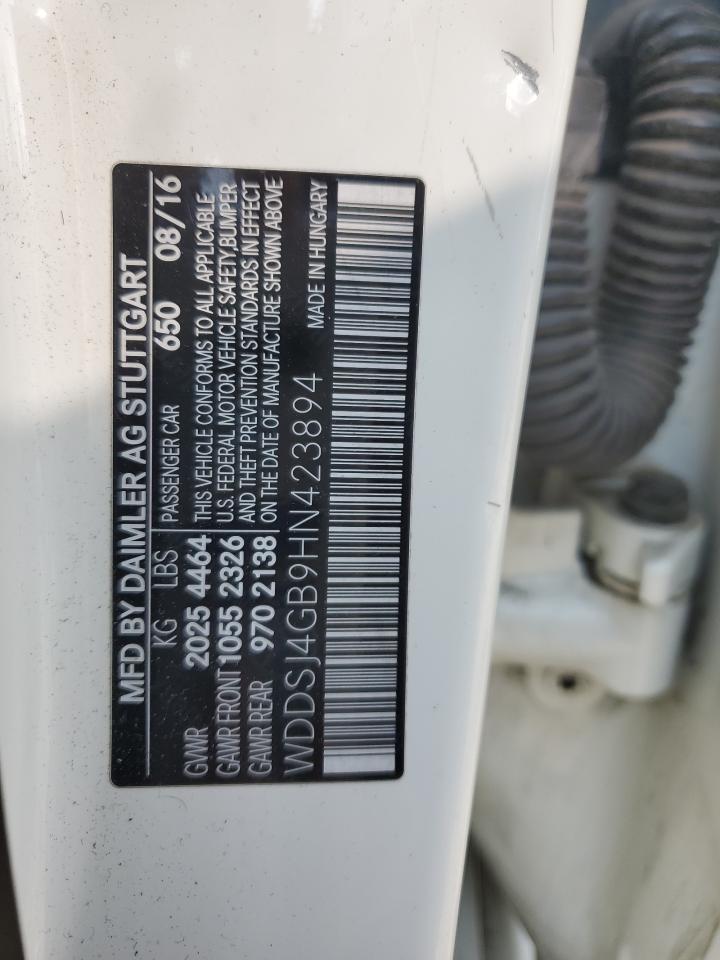 MFD BY DAIMLER AG STUTTGART
KG LBS PASSENGER CAR 650 08/16
GVWR 2025 4464 THIS VEHICLE CONFORMS TO ALL APPLICABLE
GAWR FRONT 1055 2326 U.S. FEDERAL MOTOR VEHICLE SAFETY,BUMPER
GAWR REAR 970 2138 AND THEFT PREVENTION STANDARDS IN EFFECT
ON THE DATE OF MANUFACTURE SHOWN ABOVE
WDDSJ4GB9HN423894 MADE IN HUNGARY